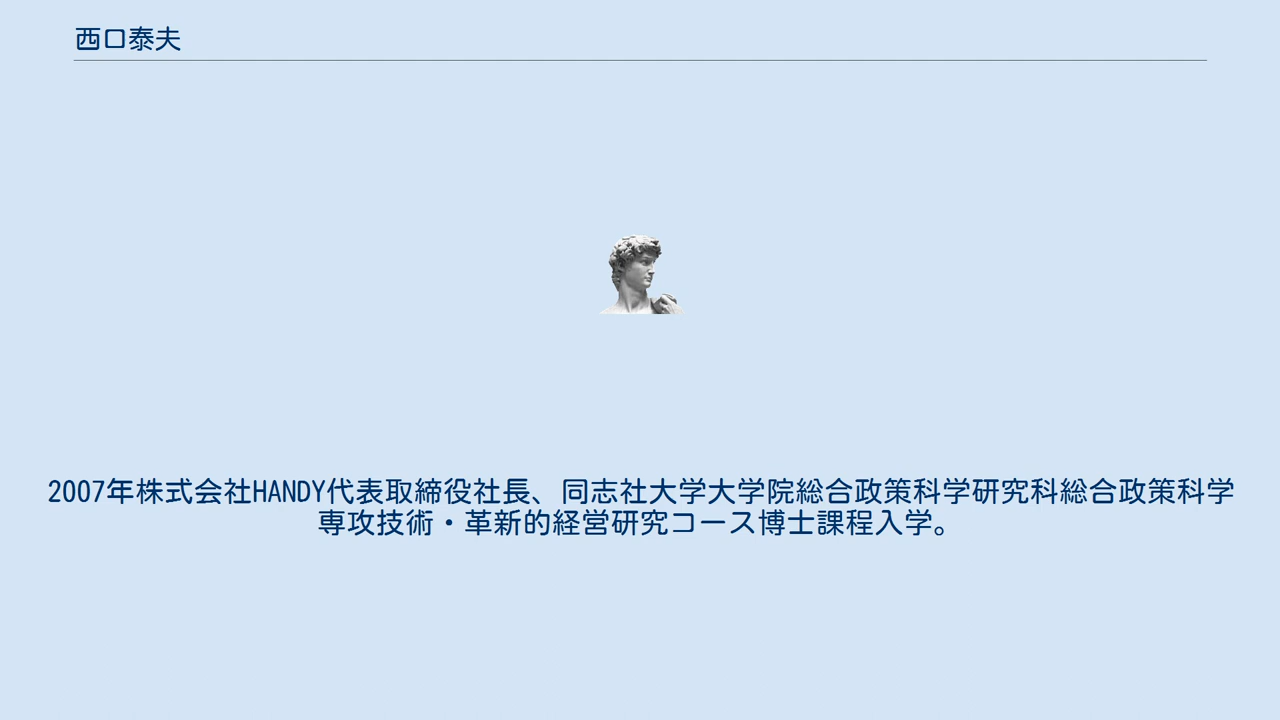 西口泰夫
2007年株式会社HANDY代表取締役社長、同志社大学大学院総合政策科学研究科総合政策科学
専攻技術・革新的経営研究コース博士課程入学。